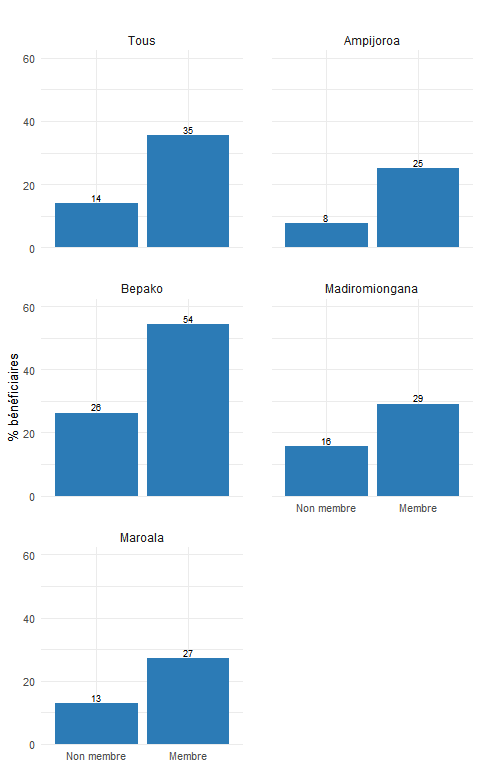 Tous
Ampijoroa
60
40
20
0
14
35
8
25
Bepako
Madiromiongana
% bénéficiaires
60
40
20
0
26
54
16
29
Non membre
Membre
Maroala
60
40
20
0
13
27
Non membre
Membre